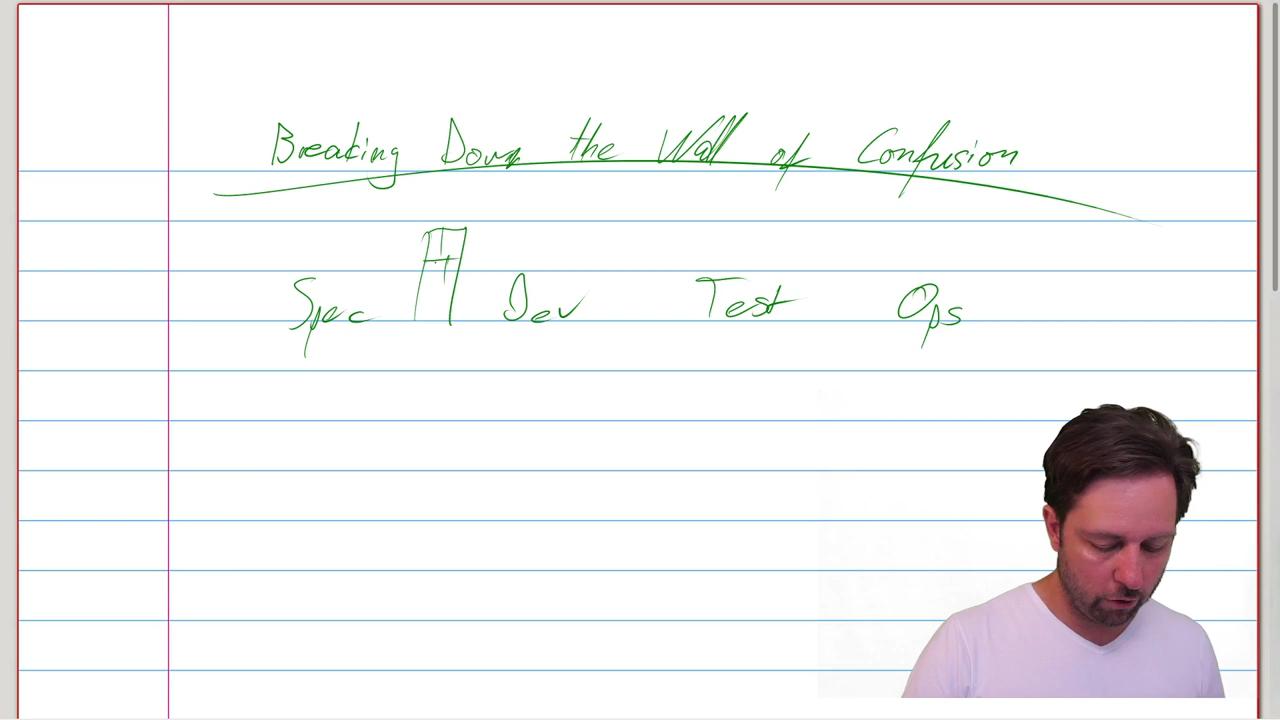 Breaking Down the Wall of Confusion
Spec Dev Test Ops